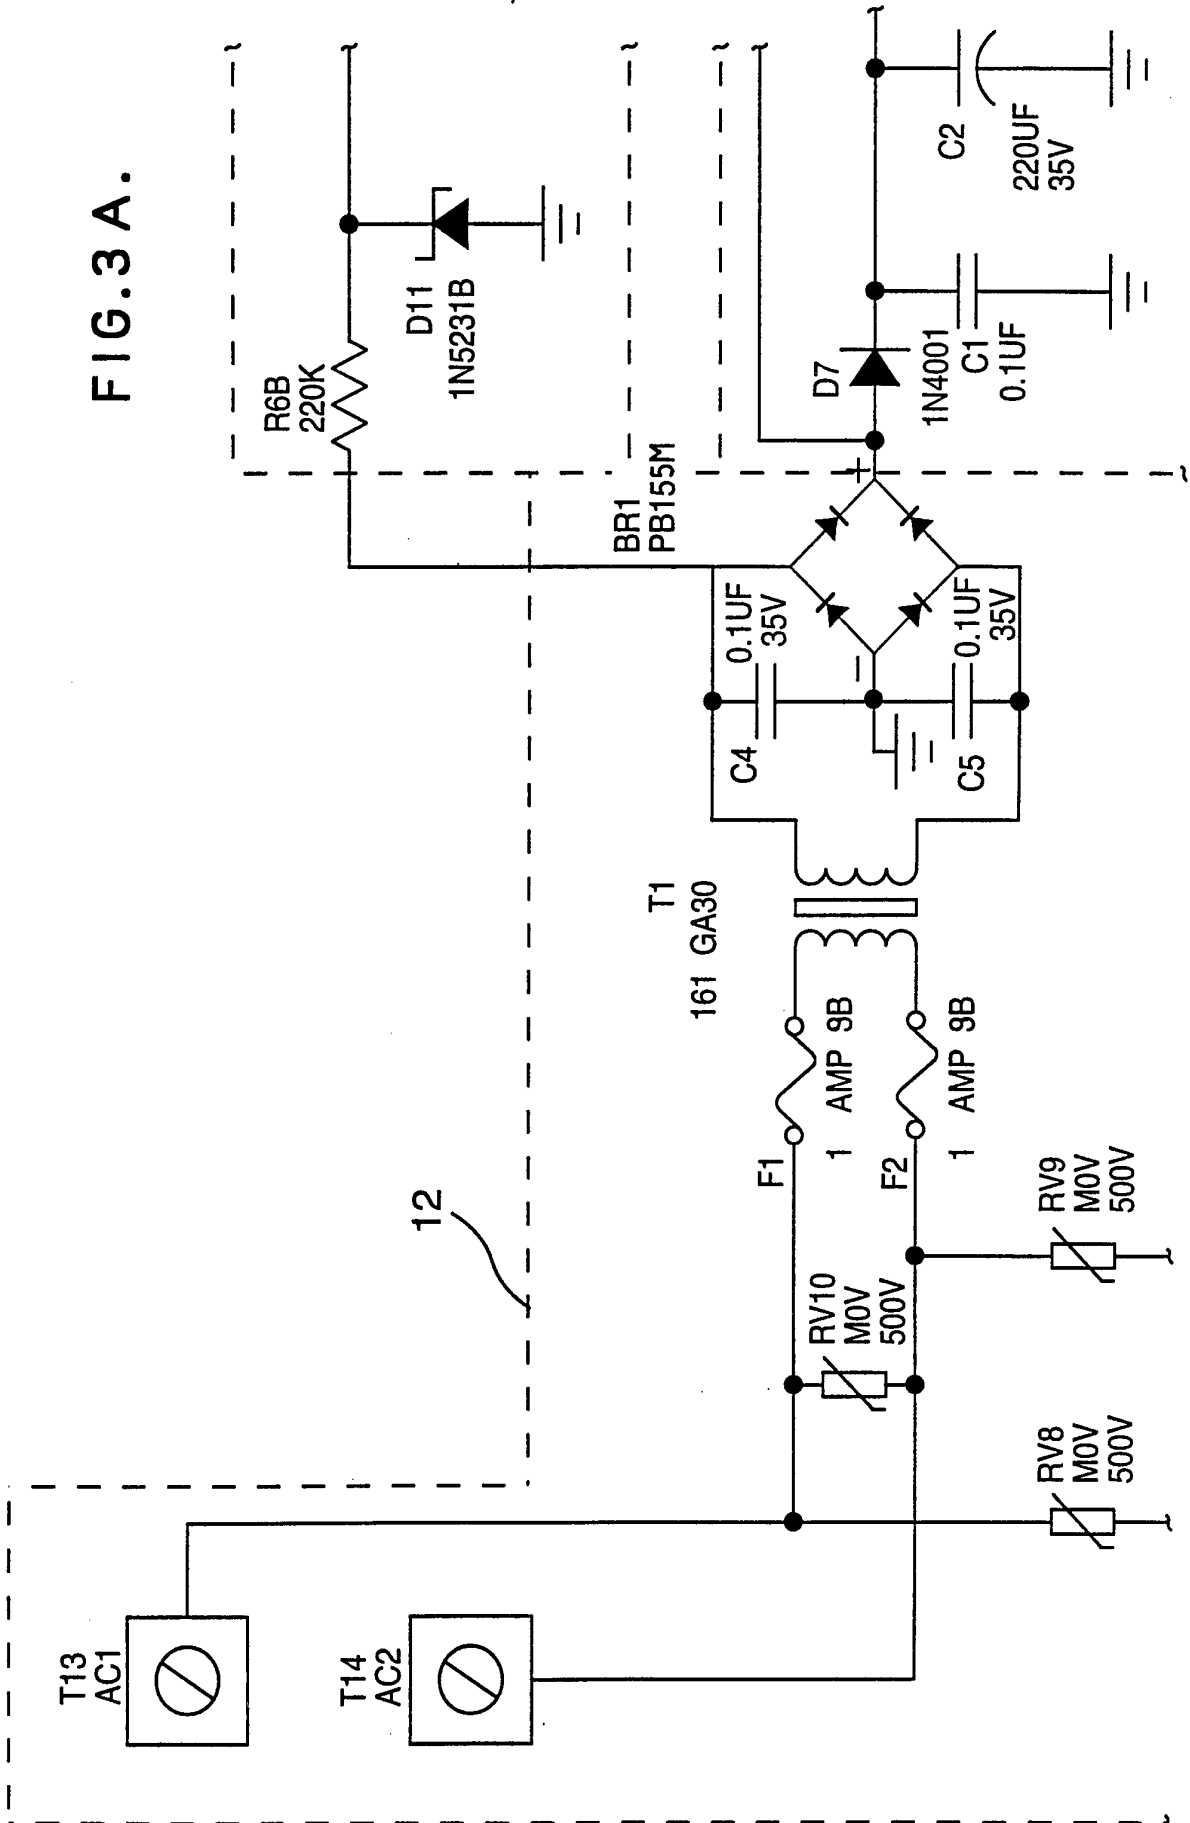 FIG.3A.
R6B
220K
D11
1N5231B
12
T13
AC1
T14
AC2
BR1
PB155M
T1
161 GA30
C4
0.1UF
35V
C5
0.1UF
35V
+
−
D7
1N4001
C1
0.1UF
C2
220UF
35V
F1
1 AMP 9B
F2
1 AMP 9B
RV10
MOV
500V
RV8
MOV
500V
RV9
MOV
500V